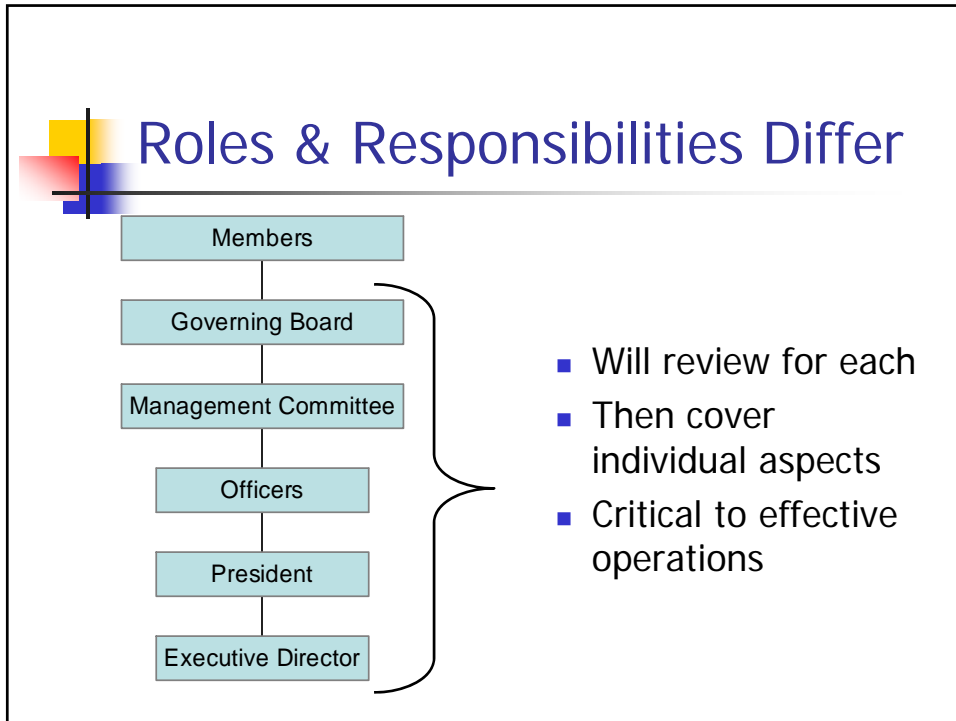 Roles & Responsibilities Differ
Members
Governing Board
Management Committee
Officers
President
Executive Director
Will review for each
Then cover
individual aspects
Critical to effective
operations